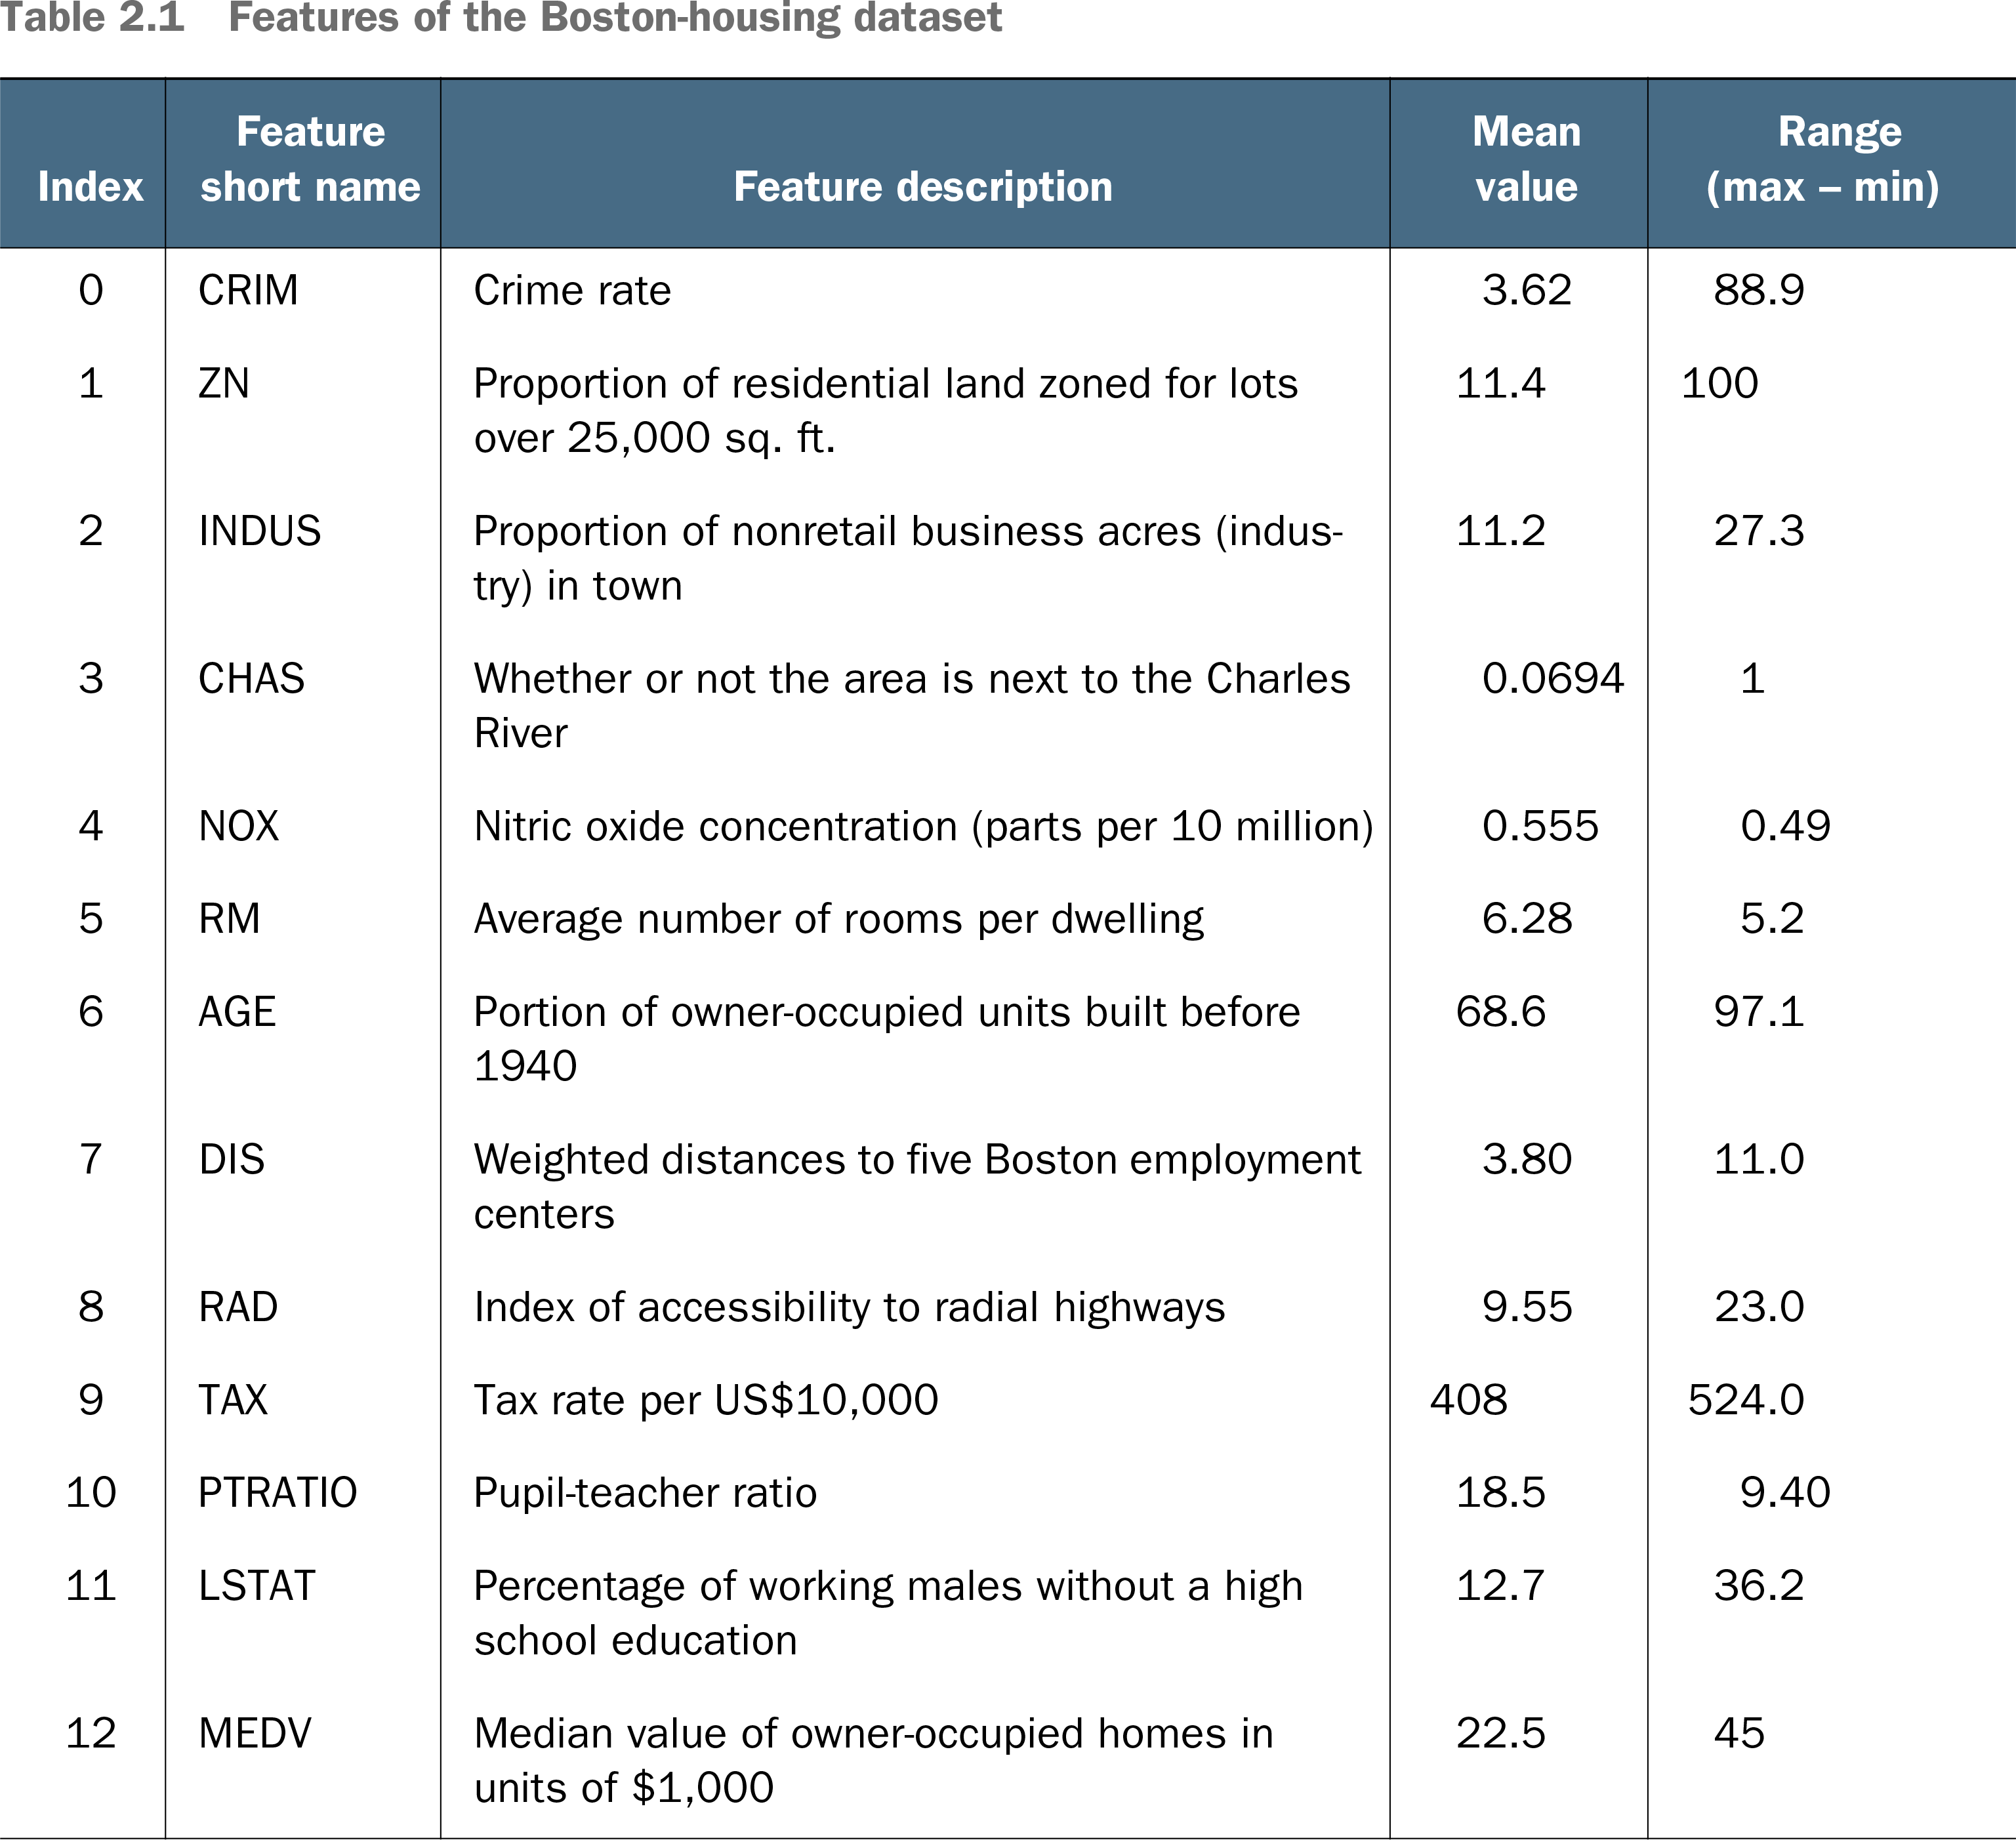 Table 2.1 Features of the Boston-housing dataset
Index
Feature
short name
Feature description
Mean
value
Range
(max – min)
0 CRIM Crime rate 3.62 88.9
1 ZN Proportion of residential land zoned for lots 11.4 100
over 25,000 sq. ft.
2 INDUS Proportion of nonretail business acres (indus- 11.2 27.3
try) in town
3 CHAS Whether or not the area is next to the Charles 0.0694 1
River
4 NOX Nitric oxide concentration (parts per 10 million) 0.555 0.49
5 RM Average number of rooms per dwelling 6.28 5.2
6 AGE Portion of owner-occupied units built before 68.6 97.1
1940
7 DIS Weighted distances to five Boston employment 3.80 11.0
centers
8 RAD Index of accessibility to radial highways 9.55 23.0
9 TAX Tax rate per US$10,000 408 524.0
10 PTRATIO Pupil-teacher ratio 18.5 9.40
11 LSTAT Percentage of working males without a high 12.7 36.2
school education
12 MEDV Median value of owner-occupied homes in 22.5 45
units of $1,000